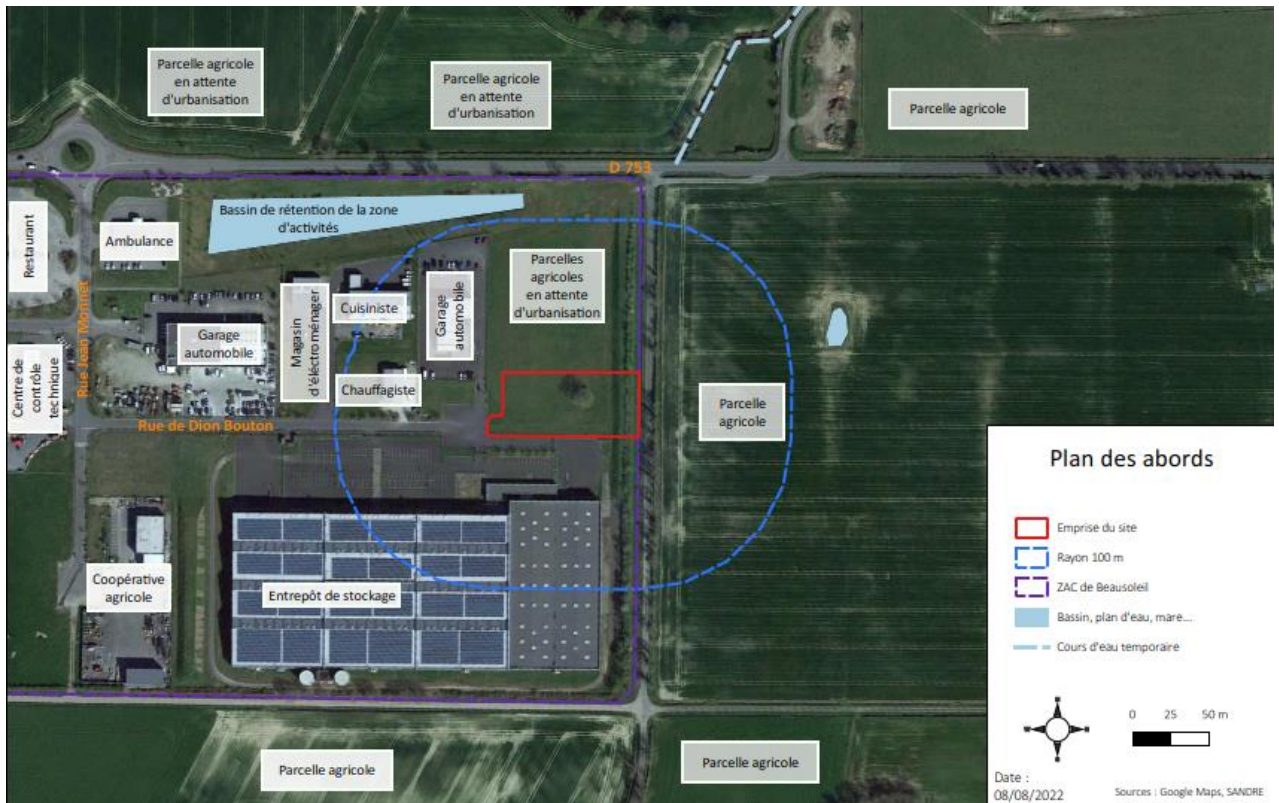 Parcelle agricole
en attente
d'urbanisation
Parcelle agricole
en attente
d'urbanisation
Parcelle agricole
D 753
Bassin de rétention de la zone
d'activités
Restaurant
Ambulance
Rue Jean Monnet
Parcelles
agricoles
en attente
d'urbanisation
Magasin
d'éléctroménager
Cuisiniste
Garage
automobile
Garage
automobile
Centre de
contrôle
technique
Chauffagiste
Parcelle
agricole
Rue de Dion Bouton
Coopérative
agricole
Entrepôt de stockage
Parcelle agricole
Parcelle agricole
Plan des abords
Emprise du site
Rayon 100 m
ZAC de Beausoleil
Bassin, plan d'eau, mare...
Cours d'eau temporaire
0 25 50 m
Date :
08/08/2022
Sources : Google Maps, SANDRE